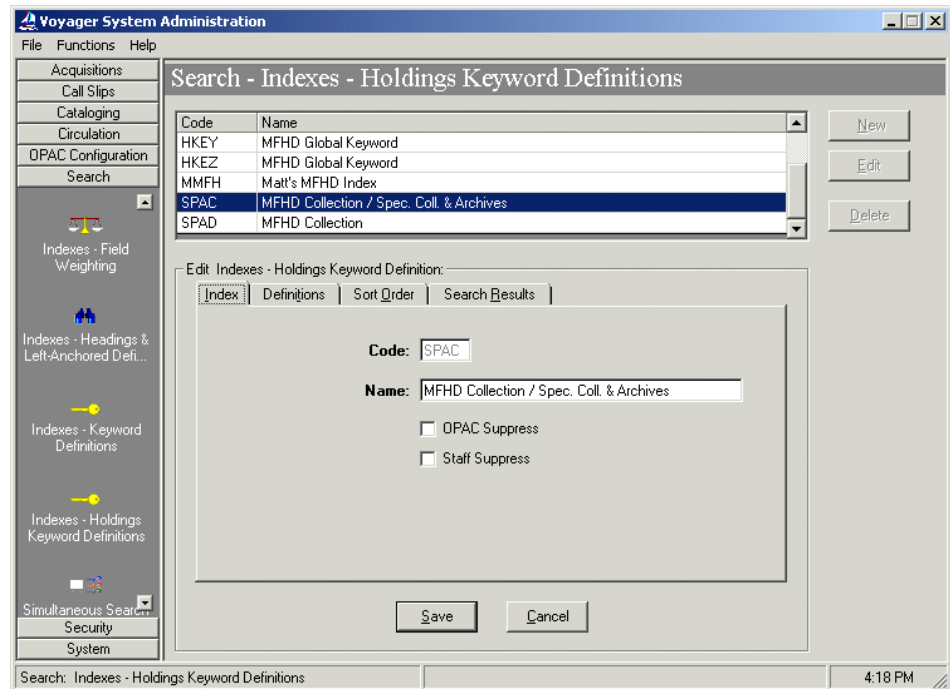 Voyager System Administration
File Functions Help
Acquisitions
Call Slips
Cataloging
Circulation
OPAC Configuration
Search
Indexes - Field
Weighting
Indexes - Headings &
Left-Anchored Defi...
Indexes - Keyword
Definitions
Indexes - Holdings
Keyword Definitions
Simultaneous Search
Security
System
Search - Indexes - Holdings Keyword Definitions
Code Name
HKEY MFHD Global Keyword
HKEZ MFHD Global Keyword
MMFH Matt's MFHD Index
SPAC MFHD Collection / Spec. Coll. & Archives
SPAD MFHD Collection
New
Edit
Delete
Edit Indexes - Holdings Keyword Definition:
Index Definitions Sort Order Search Results
Code: SPAC
Name: MFHD Collection / Spec. Coll. & Archives
OPAC Suppress
Staff Suppress
Save Cancel
Search: Indexes - Holdings Keyword Definitions 4:18 PM